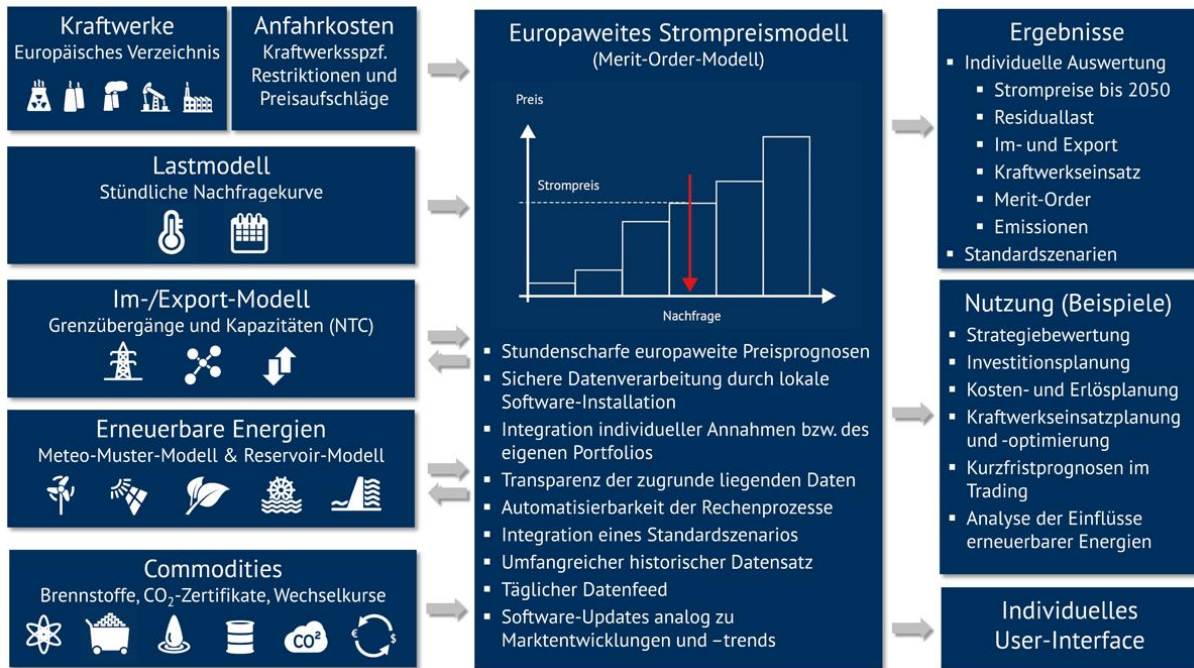 Kraftwerke
Europäisches Verzeichnis
Anfahrkosten
Kraftwerksspzf.
Restriktionen und
Preisaufschläge
Lastmodell
Stündliche Nachfragekurve
Im-/Export-Modell
Grenzübergänge und Kapazitäten (NTC)
Erneuerbare Energien
Meteo-Muster-Modell & Reservoir-Modell
Commodities
Brennstoffe, CO₂-Zertifikate, Wechselkurse
CO²
€
$
Europaweites Strompreismodell
(Merit-Order-Modell)
Preis
Strompreis
Nachfrage
▪ Stundenscharfe europaweite Preisprognosen
▪ Sichere Datenverarbeitung durch lokale
Software-Installation
▪ Integration individueller Annahmen bzw. des
eigenen Portfolios
▪ Transparenz der zugrunde liegenden Daten
▪ Automatisierbarkeit der Rechenprozesse
▪ Integration eines Standardszenarios
▪ Umfangreicher historischer Datensatz
▪ Täglicher Datenfeed
▪ Software-Updates analog zu
Marktentwicklungen und –trends
Ergebnisse
▪ Individuelle Auswertung
▪ Strompreise bis 2050
▪ Residuallast
▪ Im- und Export
▪ Kraftwerkseinsatz
▪ Merit-Order
▪ Emissionen
▪ Standardszenarien
Nutzung (Beispiele)
▪ Strategiebewertung
▪ Investitionsplanung
▪ Kosten- und Erlösplanung
▪ Kraftwerkseinsatzplanung
und -optimierung
▪ Kurzfristprognosen im
Trading
▪ Analyse der Einflüsse
erneuerbarer Energien
Individuelles
User-Interface